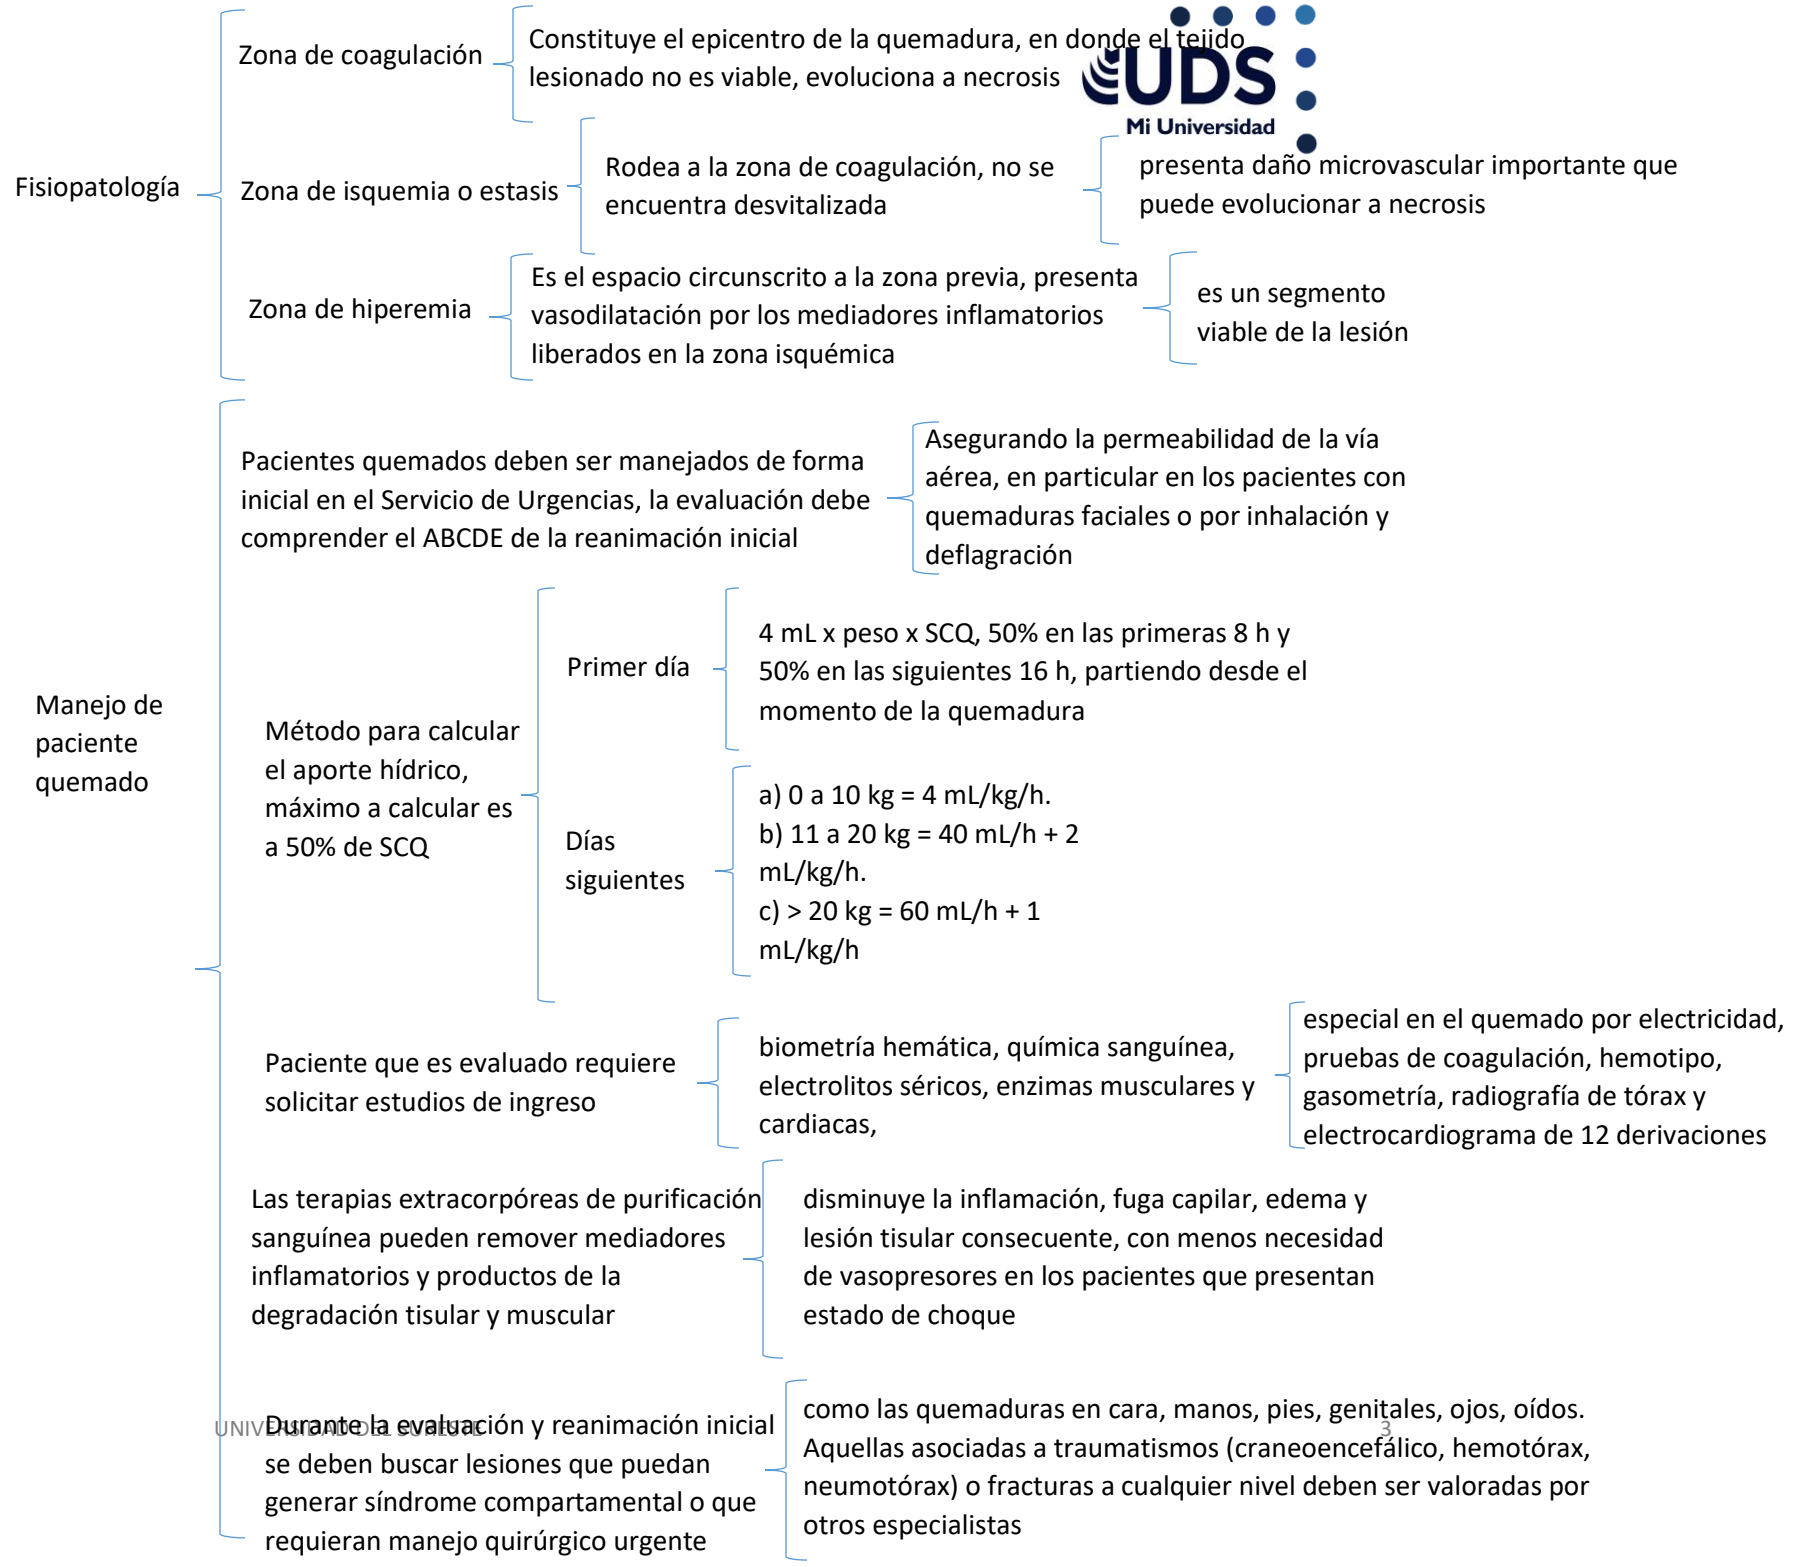 UDS
Mi Universidad
Fisiopatología
Zona de coagulación
Constituye el epicentro de la quemadura, en donde el tejido
lesionado no es viable, evoluciona a necrosis
Zona de isquemia o estasis
Rodea a la zona de coagulación, no se
encuentra desvitalizada
presenta daño microvascular importante que
puede evolucionar a necrosis
Zona de hiperemia
Es el espacio circunscrito a la zona previa, presenta
vasodilatación por los mediadores inflamatorios
liberados en la zona isquémica
es un segmento
viable de la lesión
Manejo de
paciente
quemado
Pacientes quemados deben ser manejados de forma
inicial en el Servicio de Urgencias, la evaluación debe
comprender el ABCDE de la reanimación inicial
Asegurando la permeabilidad de la vía
aérea, en particular en los pacientes con
quemaduras faciales o por inhalación y
deflagración
Método para calcular
el aporte hídrico,
máximo a calcular es
a 50% de SCQ
Primer día
4 mL x peso x SCQ, 50% en las primeras 8 h y
50% en las siguientes 16 h, partiendo desde el
momento de la quemadura
Días
siguientes
a) 0 a 10 kg = 4 mL/kg/h.
b) 11 a 20 kg = 40 mL/h + 2
mL/kg/h.
c) > 20 kg = 60 mL/h + 1
mL/kg/h
Paciente que es evaluado requiere
solicitar estudios de ingreso
biometría hemática, química sanguínea,
electrolitos séricos, enzimas musculares y
cardiacas,
especial en el quemado por electricidad,
pruebas de coagulación, hemotipo,
gasometría, radiografía de tórax y
electrocardiograma de 12 derivaciones
Las terapias extracorpóreas de purificación
sanguínea pueden remover mediadores
inflamatorios y productos de la
degradación tisular y muscular
disminuye la inflamación, fuga capilar, edema y
lesión tisular consecuente, con menos necesidad
de vasopresores en los pacientes que presentan
estado de choque
Durante la evaluación y reanimación inicial
se deben buscar lesiones que puedan
generar síndrome compartamental o que
requieran manejo quirúrgico urgente
como las quemaduras en cara, manos, pies, genitales, ojos, oídos.
Aquellas asociadas a traumatismos (craneoencefálico, hemotórax,
neumotórax) o fracturas a cualquier nivel deben ser valoradas por
otros especialistas
UNIVERSIDAD DEL SURESTE
3